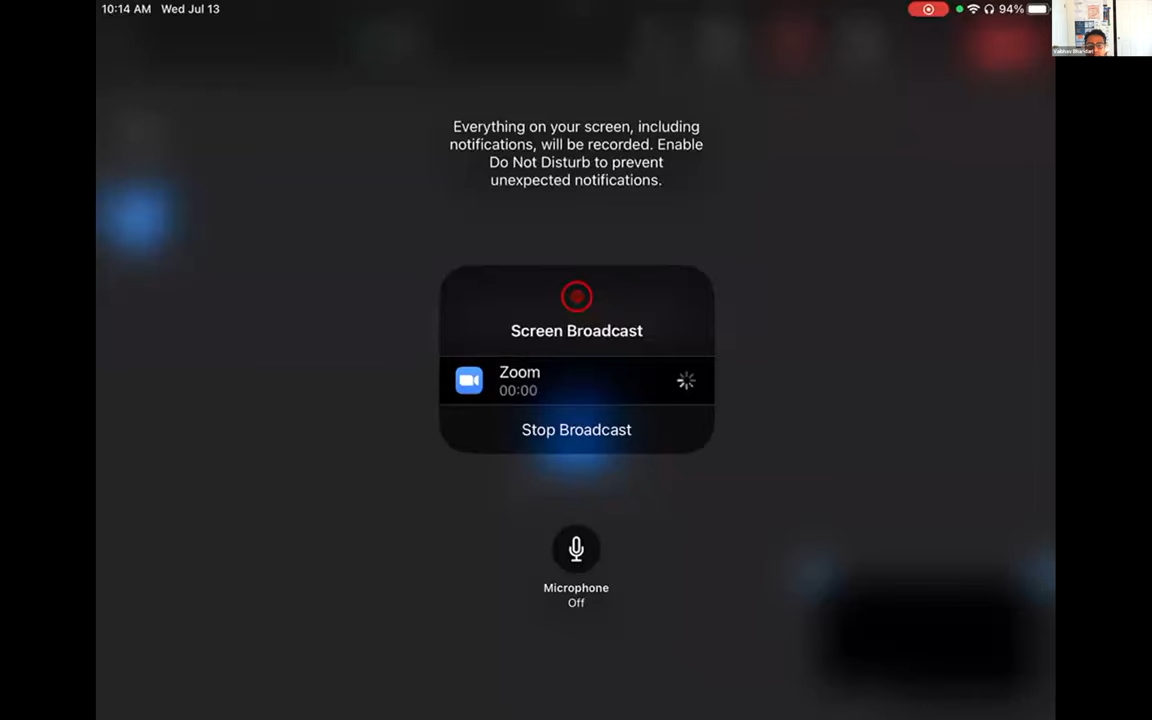 10:14 AM Wed Jul 13
94%
Everything on your screen, including
notifications, will be recorded. Enable
Do Not Disturb to prevent
unexpected notifications.
Screen Broadcast
Zoom
00:00
Stop Broadcast
Microphone
Off